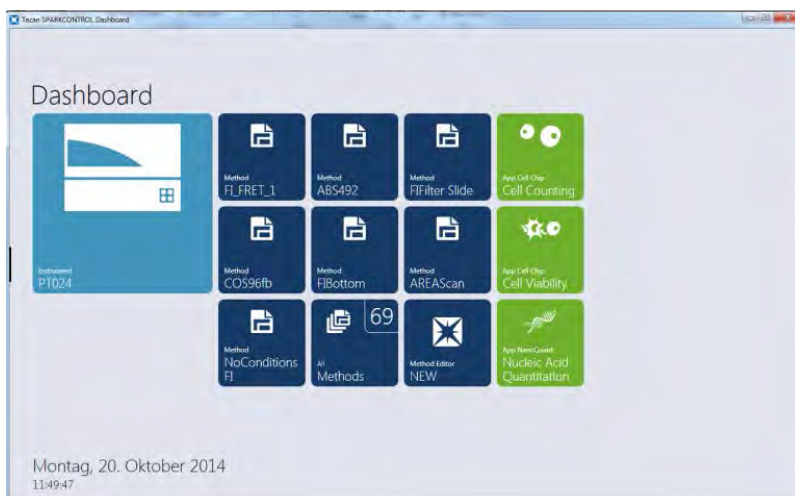 Tecan SPARKCONTROL Dashboard
Dashboard
Instrument
PT024
Method
FI_FRET_1
Method
ABS492
Method
FIFilter Slide
App Cell Chip
Cell Counting
Method
COS96fb
Method
FIBottom
Method
AREAScan
App Cell Chip
Cell Viability
Method
NoConditions
FI
69
All
Methods
Method Editor
NEW
App NanoQuant
Nucleic Acid
Quantitation
Montag, 20. Oktober 2014
11:49:47